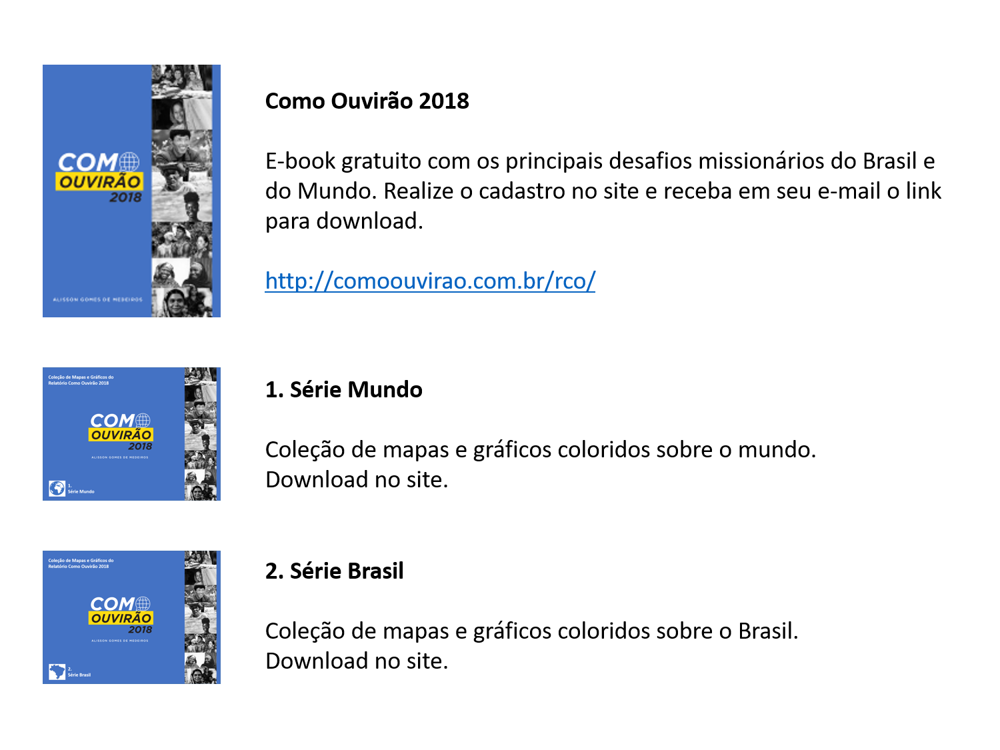 COMO
OUVIRÃO
2018
ALISSON GOMES DE MEDEIROS
Como Ouvirão 2018
E-book gratuito com os principais desafios missionários do Brasil e
do Mundo. Realize o cadastro no site e receba em seu e-mail o link
para download.
http://comoouvirao.com.br/rco/
Coleção de Mapas e Gráficos do
Relatório Como Ouvirão 2018
COMO
OUVIRÃO
2018
ALISSON GOMES DE MEDEIROS
1.
Série Mundo
1. Série Mundo
Coleção de mapas e gráficos coloridos sobre o mundo.
Download no site.
Coleção de Mapas e Gráficos do
Relatório Como Ouvirão 2018
COMO
OUVIRÃO
2018
ALISSON GOMES DE MEDEIROS
2.
Série Brasil
2. Série Brasil
Coleção de mapas e gráficos coloridos sobre o Brasil.
Download no site.